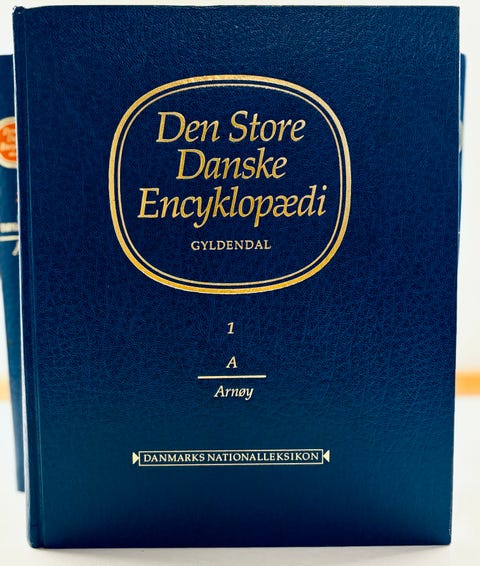 Den Store
Danske
Encyklopædi
GYLDENDAL
1
A
Arnøy
DANMARKS NATIONALLEKSIKON